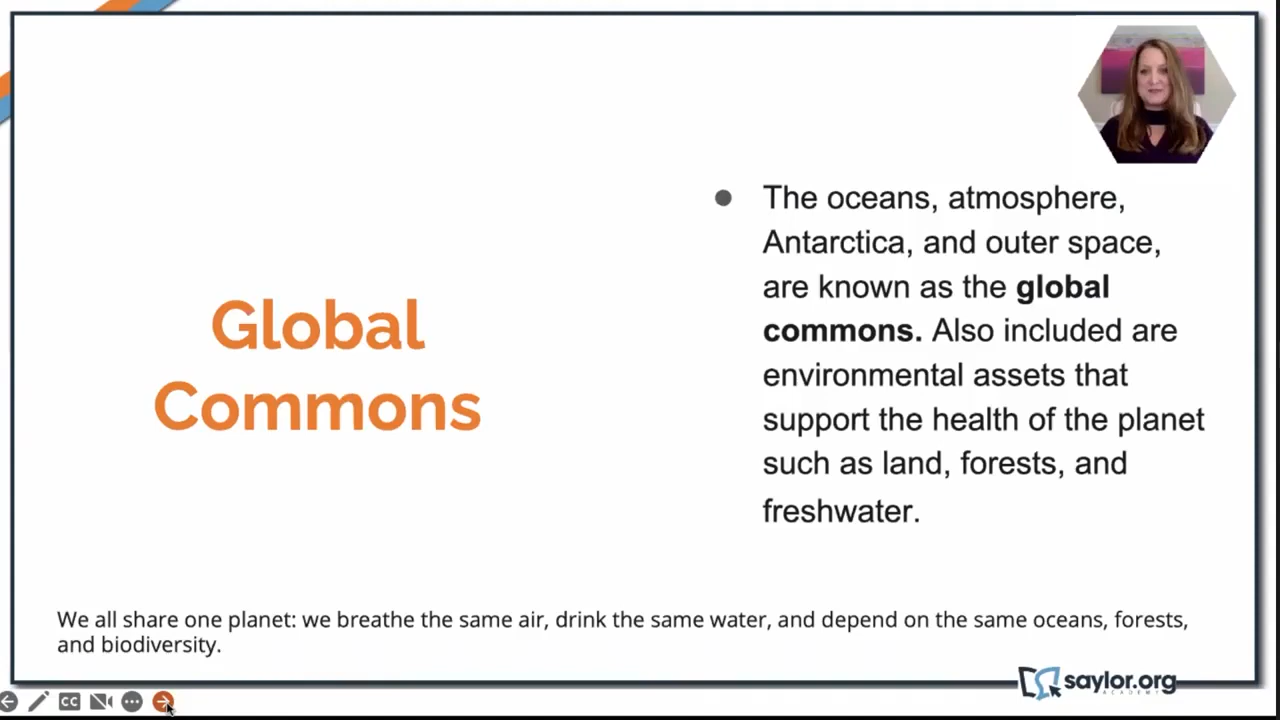 Global
Commons
The oceans, atmosphere,
Antarctica, and outer space,
are known as the global
commons. Also included are
environmental assets that
support the health of the planet
such as land, forests, and
freshwater.
We all share one planet: we breathe the same air, drink the same water, and depend on the same oceans, forests,
and biodiversity.
saylor.org
ACADEMY
CC